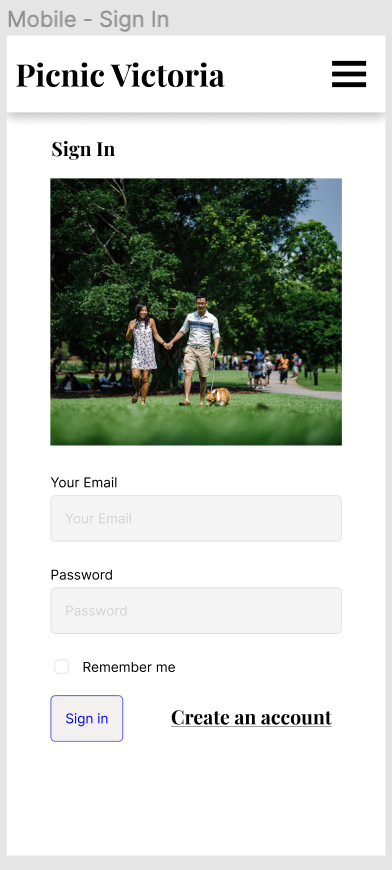 Mobile - Sign In
Picnic Victoria
Sign In
Your Email
Your Email
Password
Password
Remember me
Sign in
Create an account